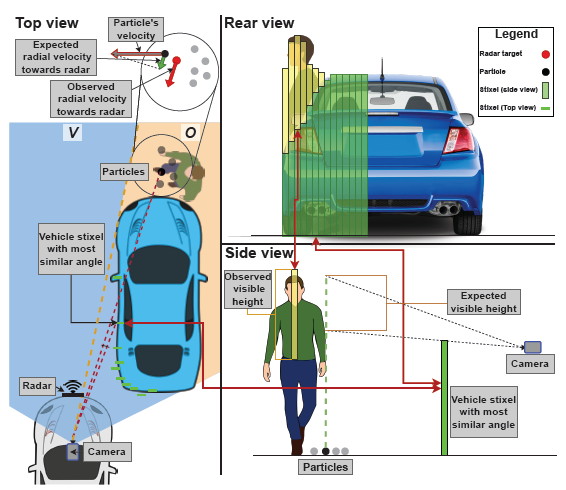 Top view
Particle's
velocity
Expected
radial velocity
towards radar
Observed
radial velocity
towards radar
V
O
Particles
Vehicle stixel
with most
similar angle
Radar
Camera
Rear view
Legend
Radar target
Particle
Stixel (side view)
Stixel (Top view)
Side view
Observed
visible
height
Expected
visible height
Camera
Vehicle stixel
with most
similar angle
Particles